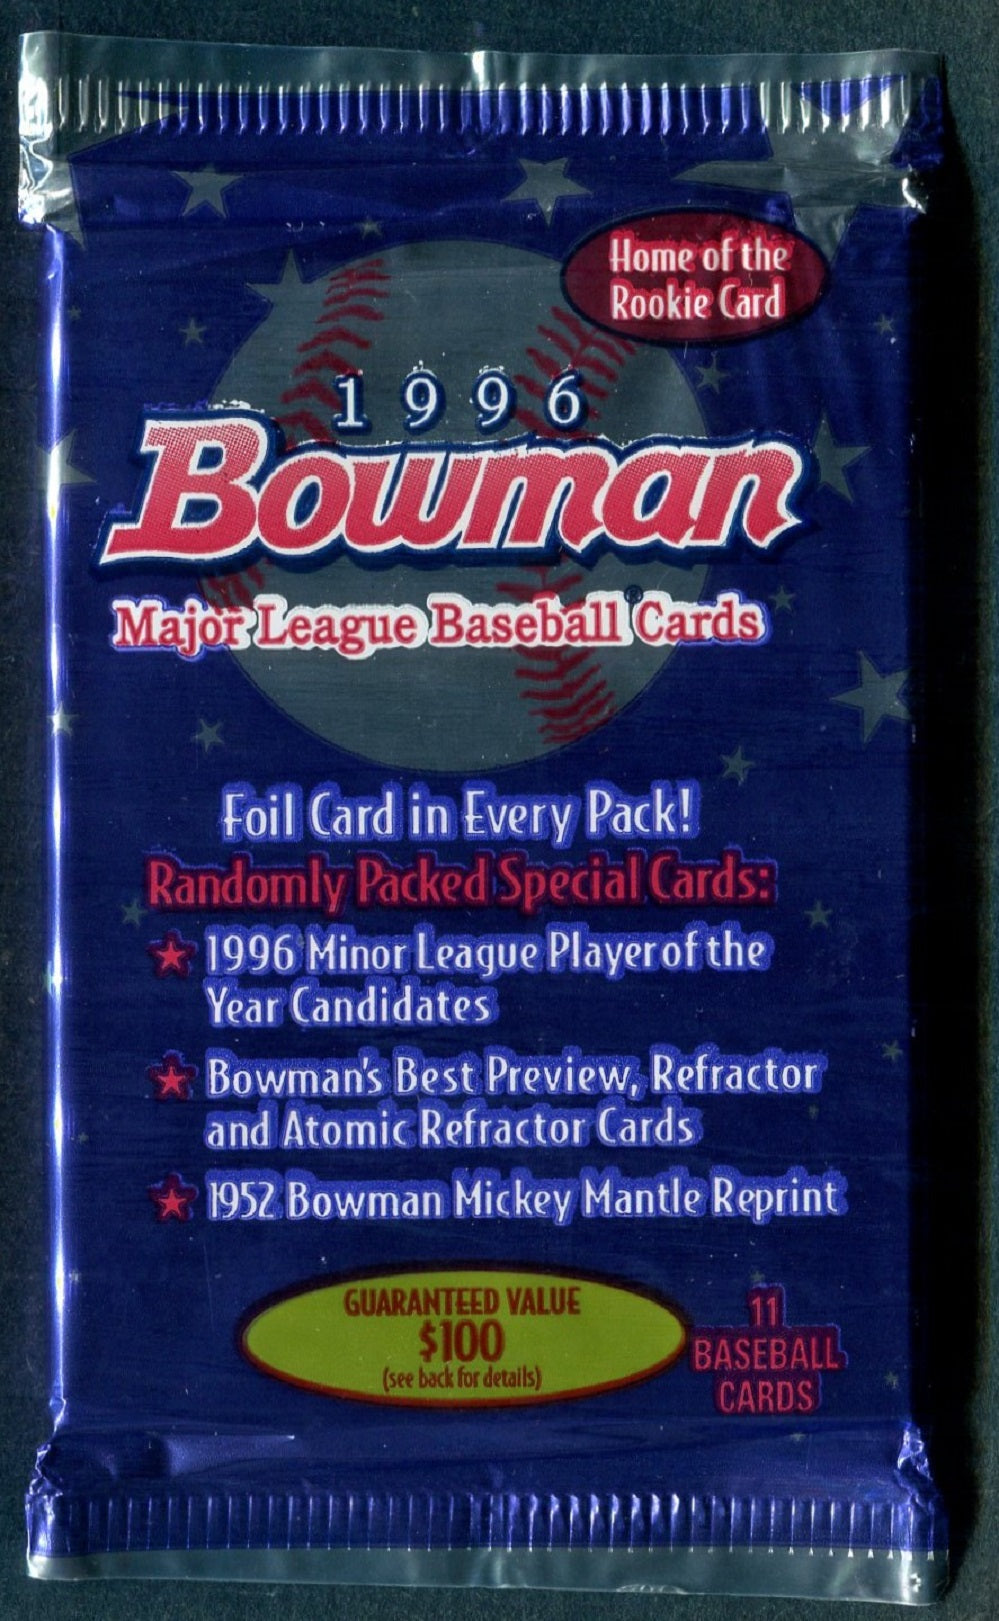 Home of the
Rookie Card
1996
Bowman
Major League Baseball® Cards
Foil Card in Every Pack!
Randomly Packed Special Cards:
★ 1996 Minor League Player of the
Year Candidates
★ Bowman's Best Preview, Refractor
and Atomic Refractor Cards
★ 1952 Bowman Mickey Mantle Reprint
GUARANTEED VALUE
$100
(see back for details)
11
BASEBALL
CARDS